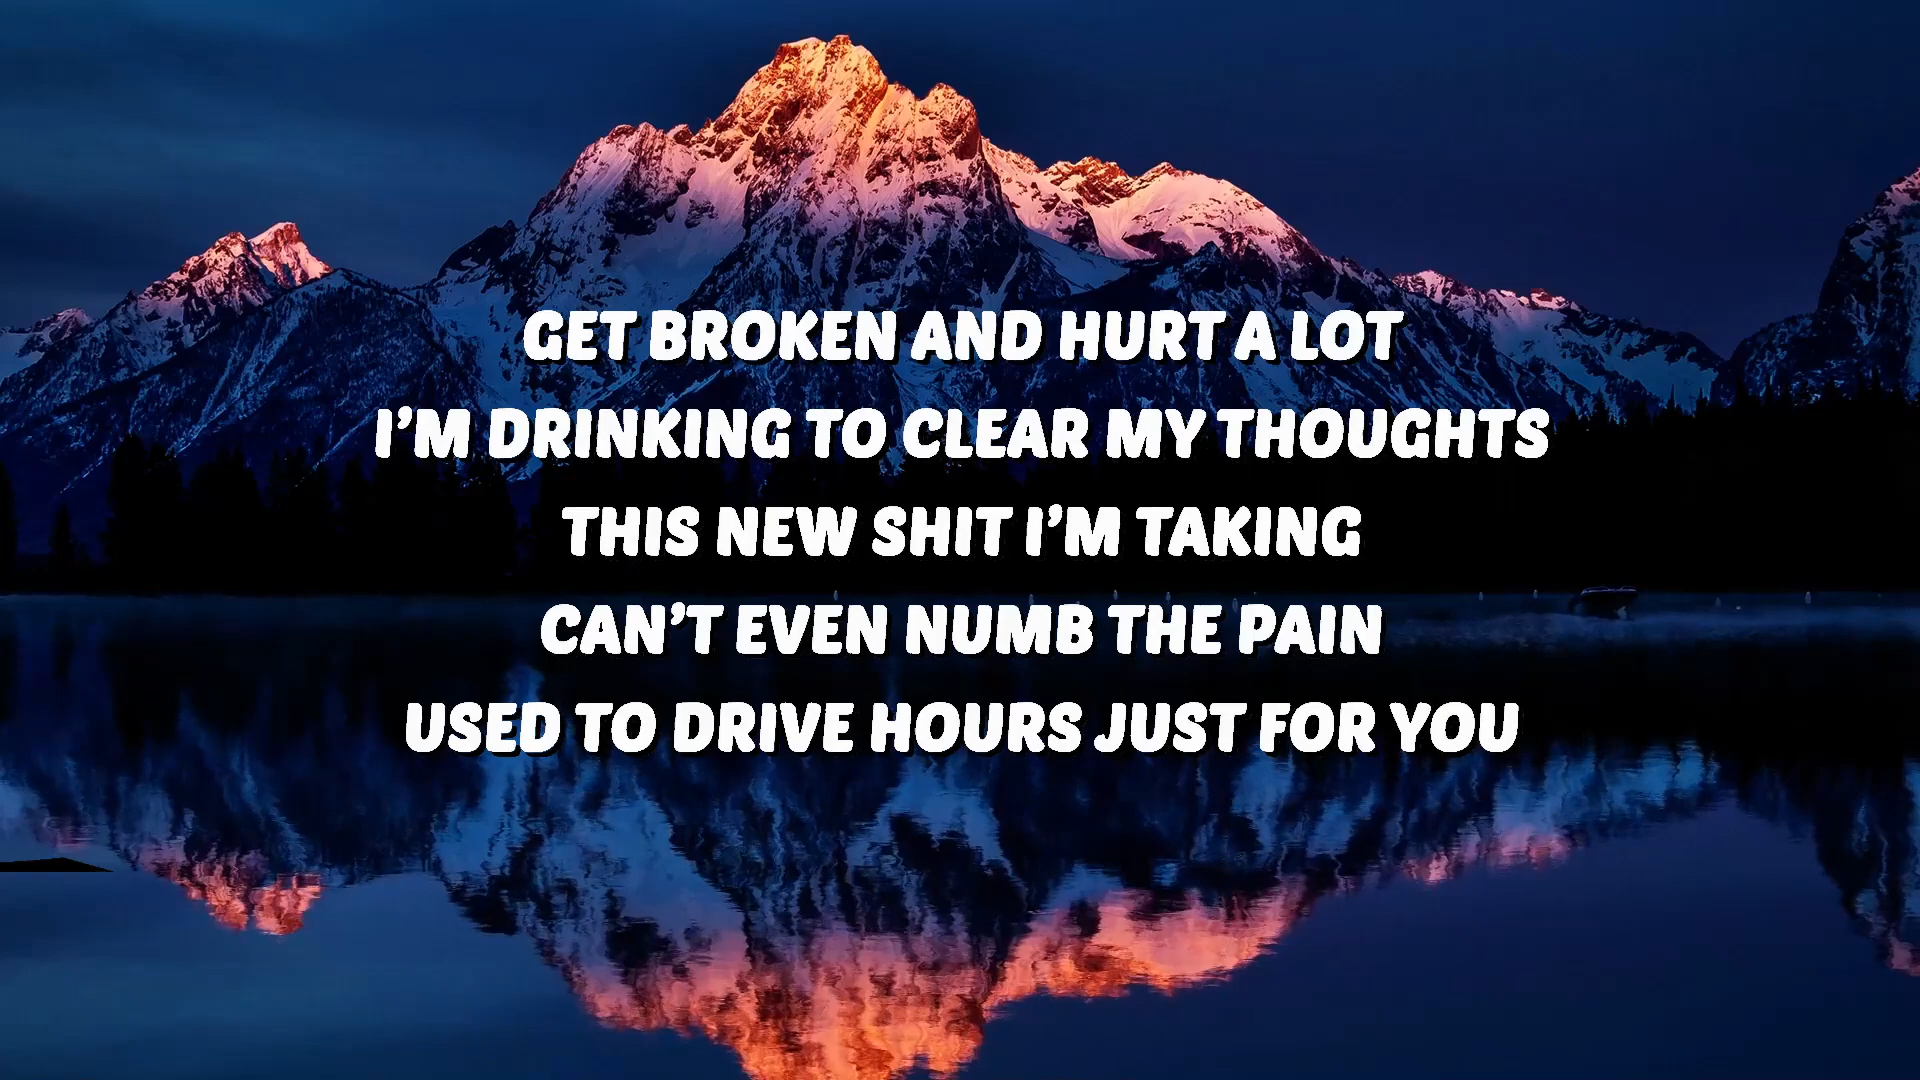 GET BROKEN AND HURT A LOT
I’M DRINKING TO CLEAR MY THOUGHTS
THIS NEW SHIT I’M TAKING
CAN’T EVEN NUMB THE PAIN
USED TO DRIVE HOURS JUST FOR YOU